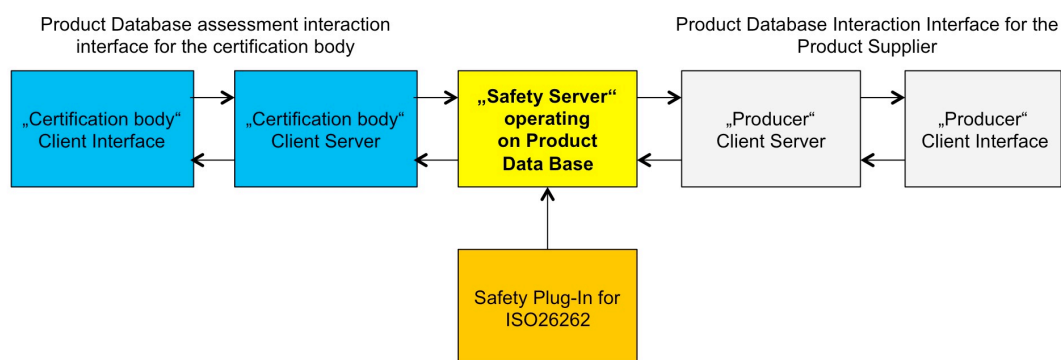 Product Database assessment interaction
interface for the certification body
Product Database Interaction Interface for the
Product Supplier
„Certification body“
Client Interface
„Certification body“
Client Server
„Safety Server“
operating
on Product
Data Base
„Producer“
Client Server
„Producer“
Client Interface
Safety Plug-In for
ISO26262